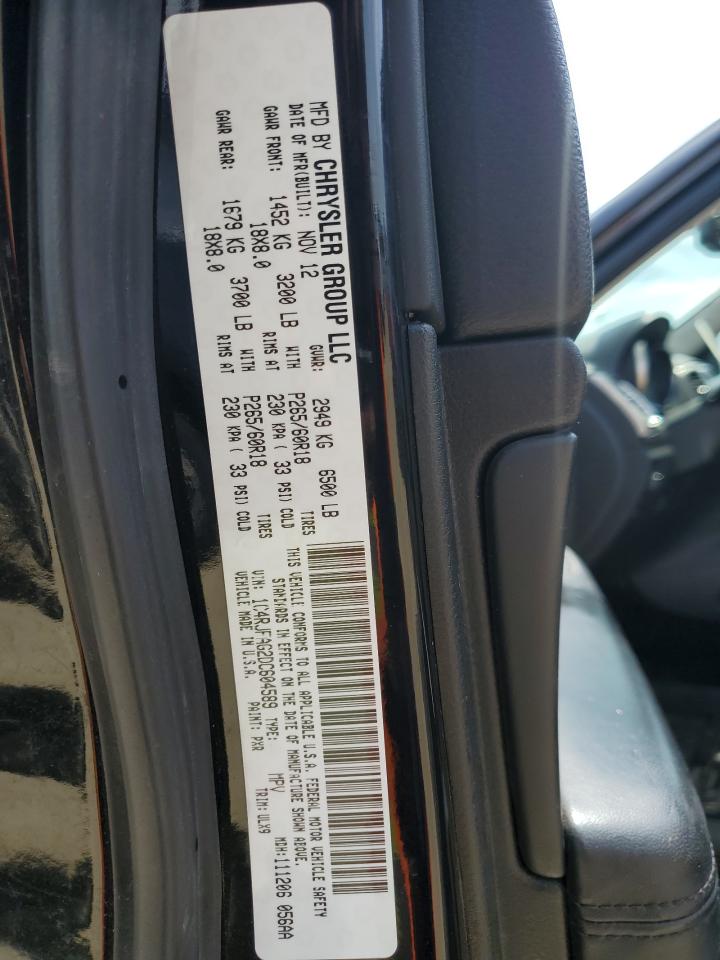 MFD BY CHRYSLER GROUP LLC
DATE OF MFR(BUILT): NOV 12 GVWR: 2949 KG 6500 LB
GAWR FRONT: 1452 KG 3200 LB WITH P265/60R18 TIRES
18X8.0 RIMS AT 230 KPA ( 33 PSI) COLD
GAWR REAR: 1679 KG 3700 LB WITH P265/60R18 TIRES
18X8.0 RIMS AT 230 KPA ( 33 PSI) COLD
THIS VEHICLE CONFORMS TO ALL APPLICABLE U.S.A. FEDERAL MOTOR VEHICLE SAFETY
STANDARDS IN EFFECT ON THE DATE OF MANUFACTURE SHOWN ABOVE.
VIN: 1C4RJFAG2DC604589 TYPE: MPV MDH:111206 056AA
VEHICLE MADE IN U.S.A. PAINT: PXR TRIM: ULX9